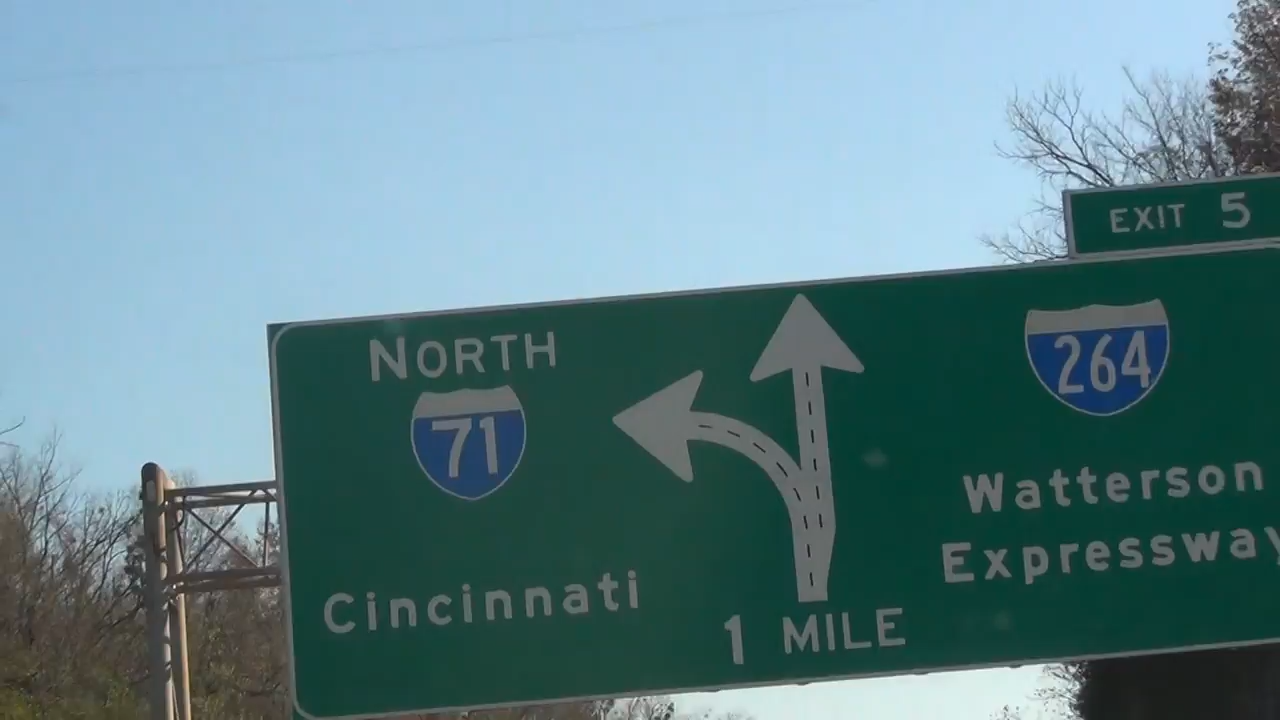 EXIT 5
NORTH
71
264
Watterson
Expressway
Cincinnati
1 MILE